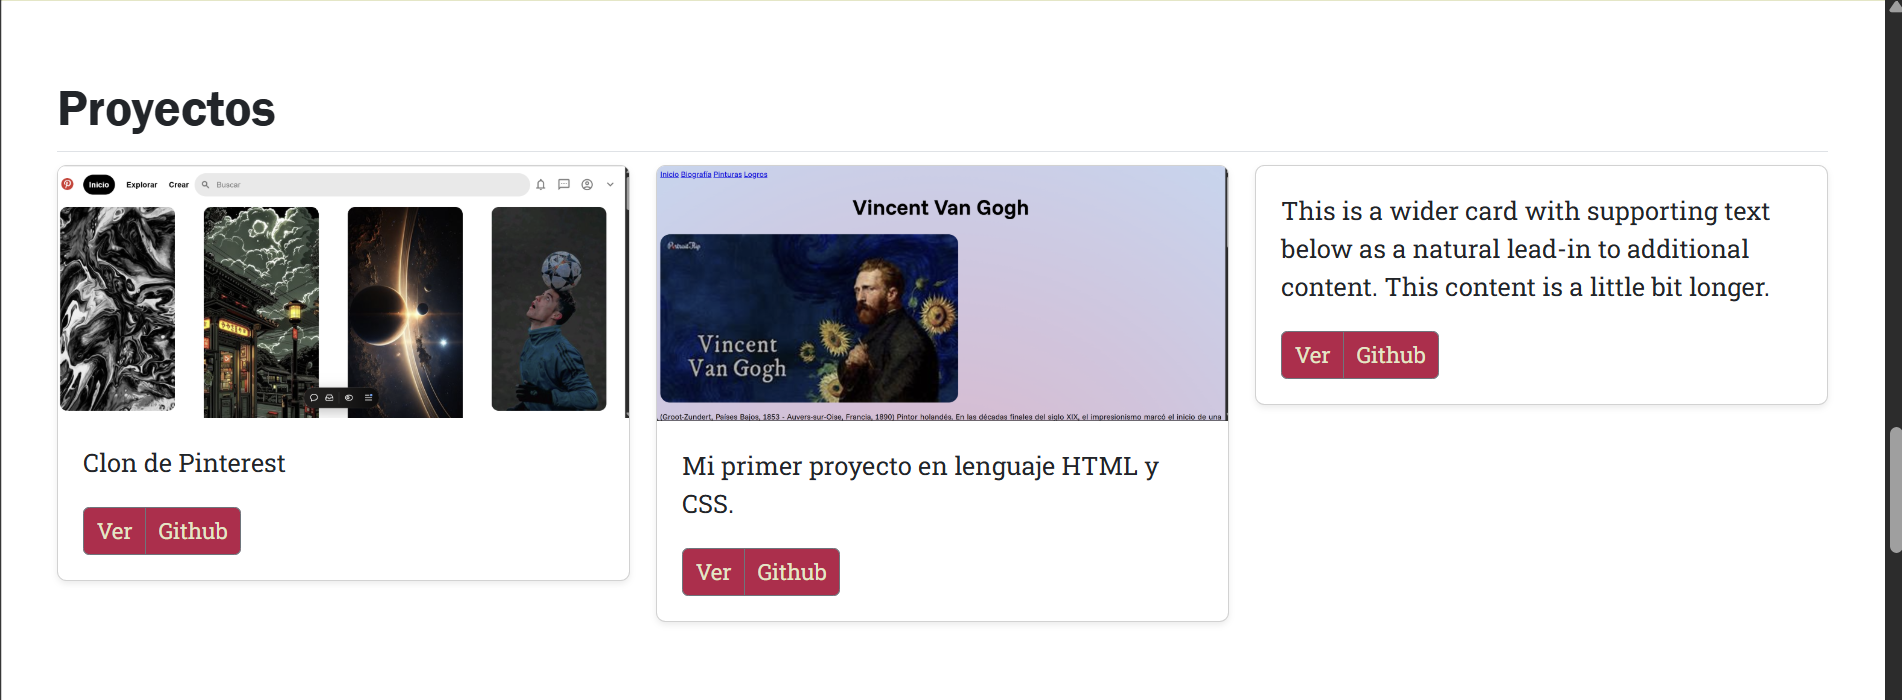 Proyectos
Inicio Explorar Crear Buscar
Clon de Pinterest
Ver Github
Inicio Biografía Pinturas Logros
Vincent Van Gogh
PortraitFlip
Vincent
Van Gogh
(Groot-Zundert, Países Bajos, 1853 - Auvers-sur-Oise, Francia, 1890) Pintor holandés. En las décadas finales del siglo XIX, el impresionismo marcó el inicio de una
Mi primer proyecto en lenguaje HTML y
CSS.
Ver Github
This is a wider card with supporting text
below as a natural lead-in to additional
content. This content is a little bit longer.
Ver Github